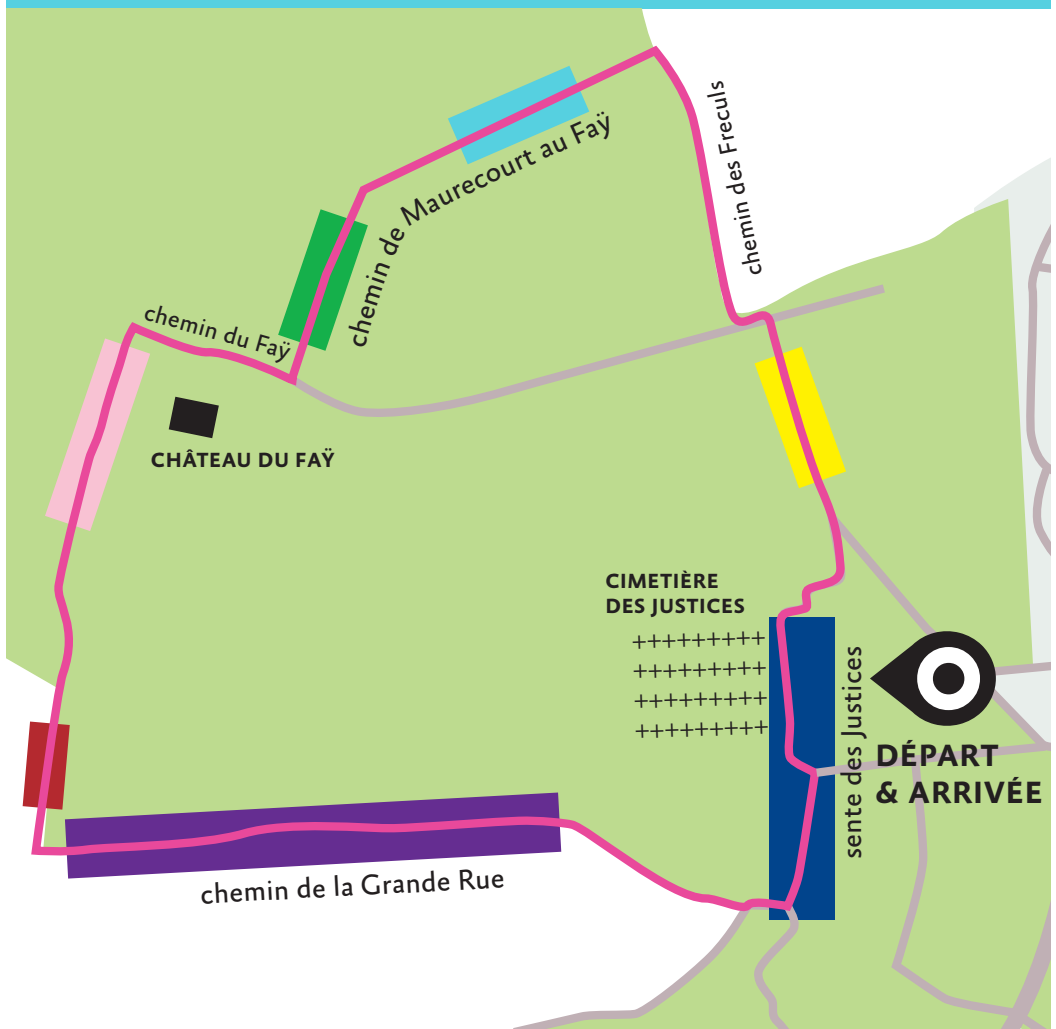 chemin des Freculs
chemin de Maurecourt au Faÿ
chemin du Faÿ
CHÂTEAU DU FAŸ
CIMETIÈRE
DES JUSTICES
+++++++++
+++++++++
+++++++++
+++++++++
sente des Justices
DÉPART
& ARRIVÉE
chemin de la Grande Rue